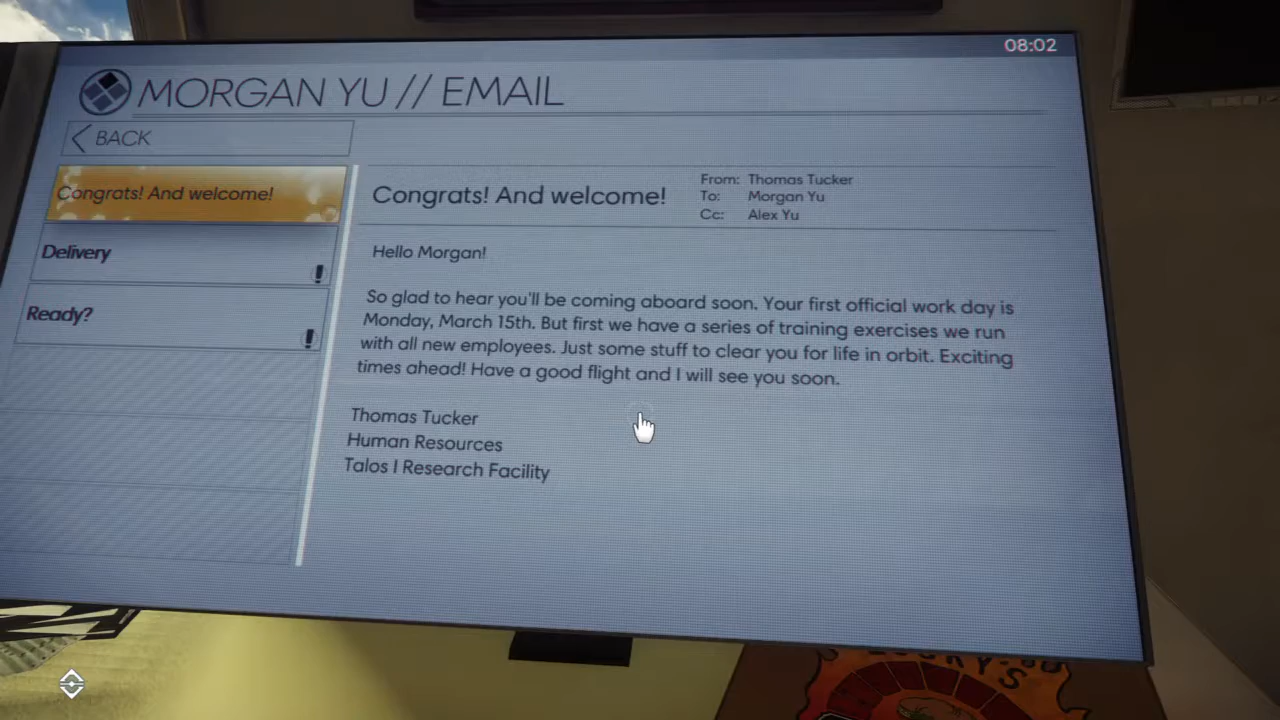 08:02
MORGAN YU // EMAIL
BACK
Congrats! And welcome!
Delivery
!
Ready?
!
Congrats! And welcome!
From: Thomas Tucker
To: Morgan Yu
Cc: Alex Yu
Hello Morgan!
So glad to hear you'll be coming aboard soon. Your first official work day is
Monday, March 15th. But first we have a series of training exercises we run
with all new employees. Just some stuff to clear you for life in orbit. Exciting
times ahead! Have a good flight and I will see you soon.
Thomas Tucker
Human Resources
Talos I Research Facility